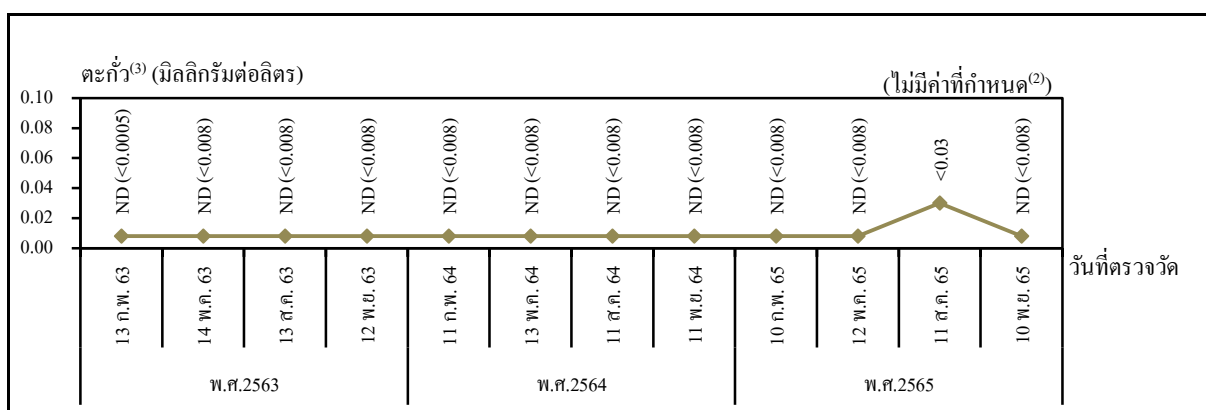 ตะกั่ว(3) (มิลลิกรัมต่อลิตร)
(ไม่มีค่าที่กำหนด(2))
0.10
0.08
0.06
0.04
0.02
0.00
ND (<0.0005)
ND (<0.008)
ND (<0.008)
ND (<0.008)
ND (<0.008)
ND (<0.008)
ND (<0.008)
ND (<0.008)
ND (<0.008)
ND (<0.008)
<0.03
ND (<0.008)
13 ก.พ. 63
14 พ.ค. 63
13 ส.ค. 63
12 พ.ย. 63
11 ก.พ. 64
13 พ.ค. 64
11 ส.ค. 64
11 พ.ย. 64
10 ก.พ. 65
12 พ.ค. 65
11 ส.ค. 65
10 พ.ย. 65
วันที่ตรวจวัด
พ.ศ.2563
พ.ศ.2564
พ.ศ.2565